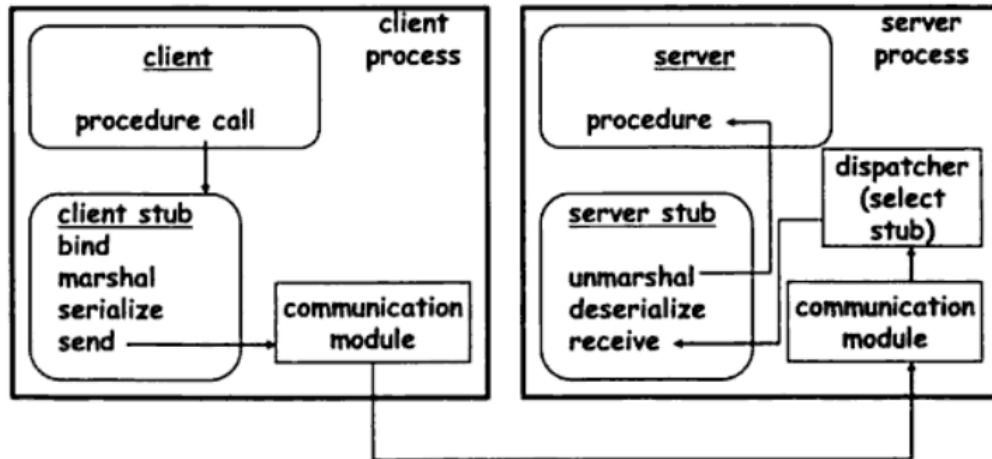 client
process
client
procedure call
client stub
bind
marshal
serialize
send
communication
module
server
process
server
procedure
dispatcher
(select
stub)
server stub
unmarshal
deserialize
receive
communication
module